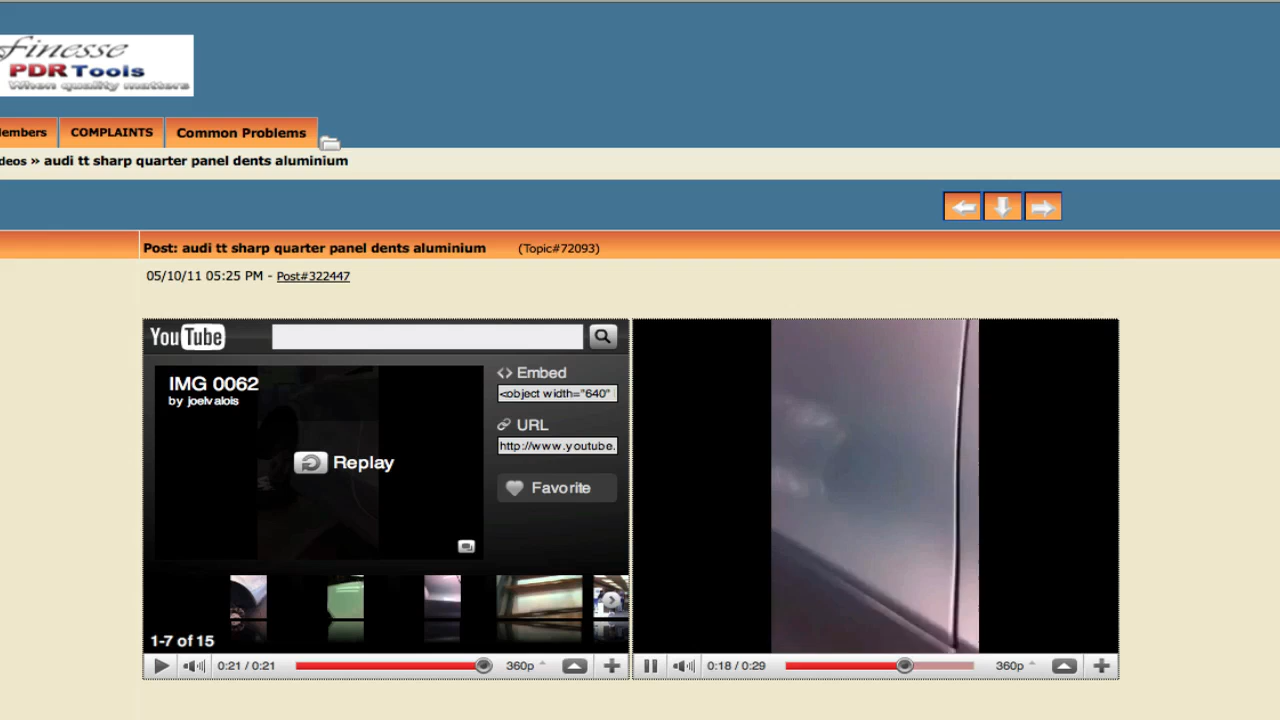 finesse
PDR Tools
When quality matters
embers
COMPLAINTS
Common Problems
deos » audi tt sharp quarter panel dents aluminium
Post: audi tt sharp quarter panel dents aluminium (Topic#72093)
05/10/11 05:25 PM - Post#322447
YouTube
IMG 0062
by joelvalois
Replay
<> Embed
<object width="640"
URL
http://www.youtube.
Favorite
1-7 of 15
0:21 / 0:21
360p
0:18 / 0:29
360p